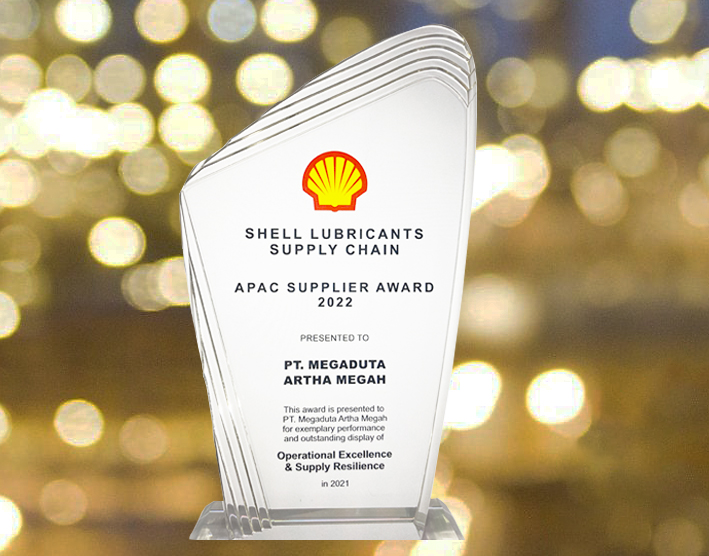 SHELL LUBRICANTS
SUPPLY CHAIN
APAC SUPPLIER AWARD
2022
PRESENTED TO
PT. MEGADUTA
ARTHA MEGAH
This award is presented to
PT. Megaduta Artha Megah
for exemplary performance
and outstanding display of
Operational Excellence
& Supply Resilience
in 2021